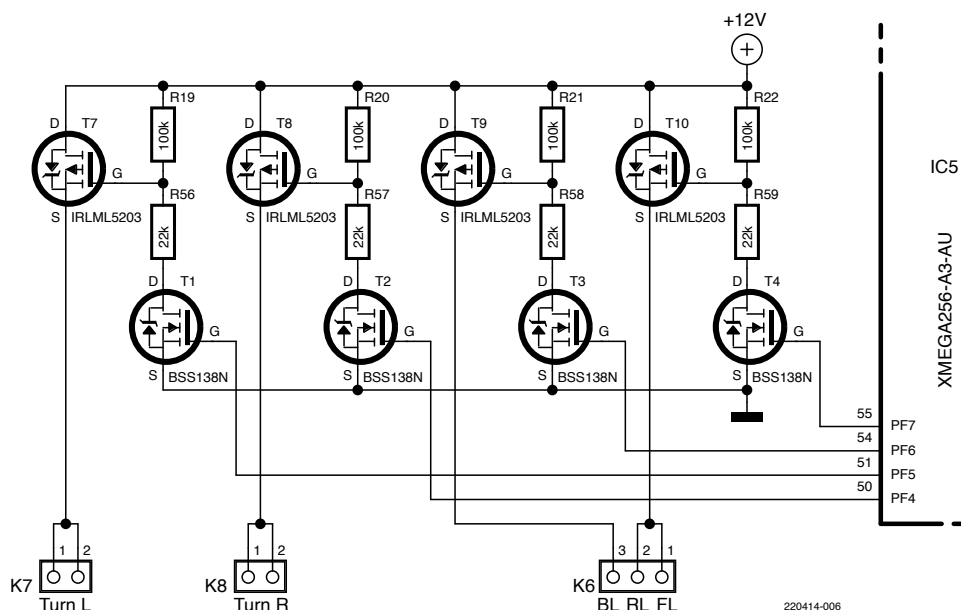 +12V
R19
R20
R21
R22
D T7
D T8
D T9
D T10
100k
100k
100k
100k
IC5
G
G
G
G
R56
R57
R58
R59
S IRLML5203
S IRLML5203
S IRLML5203
S IRLML5203
22k
22k
22k
22k
XMEGA256-A3-AU
D T1
D T2
D T3
D T4
G
G
G
G
S BSS138N
S BSS138N
S BSS138N
S BSS138N
55 PF7
54 PF6
51 PF5
50 PF4
1 2
1 2
3 2 1
K7
K8
K6
Turn L
Turn R
BL RL FL
220414-006